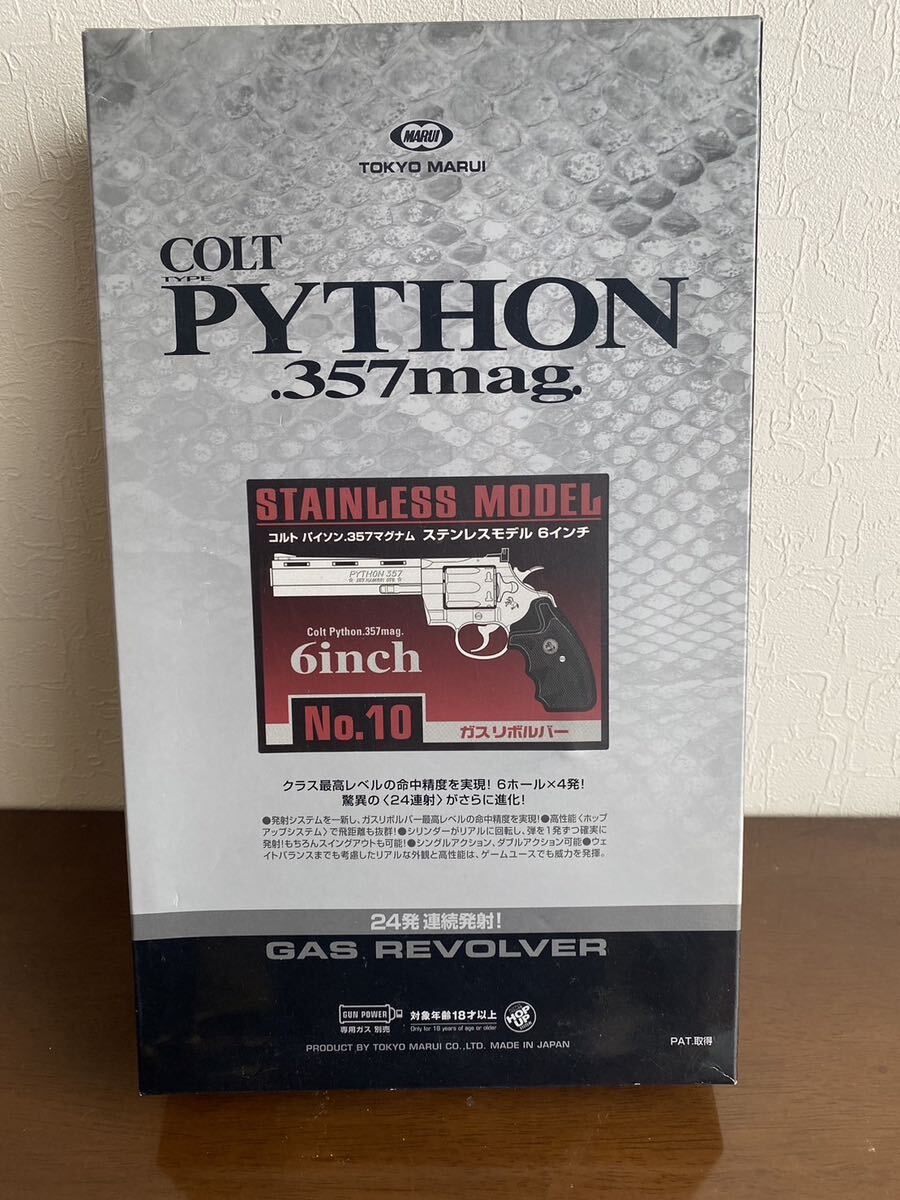 MARUI
TOKYO MARUI
COLT
TYPE
PYTHON
.357mag.
STAINLESS MODEL
コルト パイソン.357マグナム ステンレスモデル 6インチ
PYTHON 357
Colt Python.357mag.
6inch
No.10
ガスリボルバー
クラス最高レベルの命中精度を実現! 6ホール×4発!
驚異の〈24連射〉がさらに進化!
●発射システムを一新し、ガスリボルバー最高レベルの命中精度を実現!●高性能〈ホップ
アップシステム〉で飛距離も抜群!●シリンダーがリアルに回転し、弾を1発ずつ確実に
発射!もちろんスイングアウトも可能!●シングルアクション、ダブルアクション可能●ウェ
イトバランスまでも考慮したリアルな外観と高性能は、ゲームユースでも威力を発揮。
24発 連続発射!
GAS REVOLVER
GUN POWER
専用ガス 別売
対象年齢18才以上
Only for 18 years of age or older
HOP UP
PRODUCT BY TOKYO MARUI CO.,LTD. MADE IN JAPAN
PAT.取得